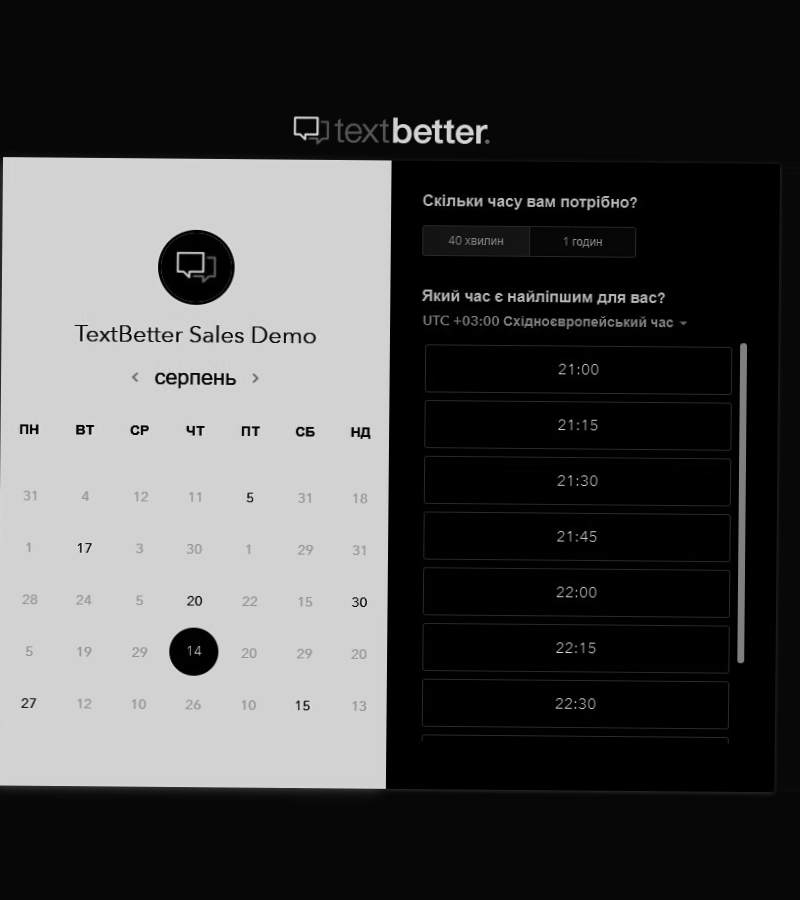 textbetter.
TextBetter Sales Demo
серпень
ПН ВТ СР ЧТ ПТ СБ НД
31 4 12 11 5 31 18
1 17 3 30 1 29 31
28 24 5 20 22 15 30
5 19 29 14 20 29 20
27 12 10 26 10 15 13
Скільки часу вам потрібно?
40 хвилин 1 годин
Який час є найліпшим для вас?
UTC +03:00 Східноєвропейський час
21:00
21:15
21:30
21:45
22:00
22:15
22:30